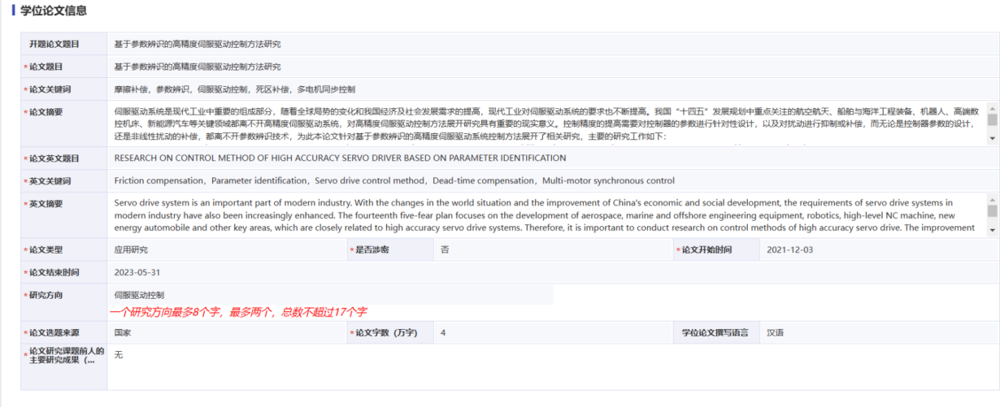 学位论文信息
开题论文题目 基于参数辨识的高精度伺服驱动控制方法研究
* 论文题目 基于参数辨识的高精度伺服驱动控制方法研究
* 论文关键词 摩擦补偿，参数辨识，伺服驱动控制，死区补偿，多电机同步控制
* 论文摘要 伺服驱动系统是现代工业中重要的组成部分，随着全球局势的变化和我国经济及社会发展需求的提高，现代工业对伺服驱动系统的要求也不断提高。我国“十四五”发展规划中重点关注的航空航天、船舶与海洋工程装备、机器人、高端数
控机床、新能源汽车等关键领域都离不开高精度伺服驱动系统，对高精度伺服驱动控制方法展开研究具有重要的现实意义。控制精度的提高需要对控制器的参数进行针对性设计，以及对扰动进行抑制或补偿，而无论是控制器参数的设计，
还是非线性扰动的补偿，都离不开参数辨识技术，为此本论文针对基于参数辨识的高精度伺服驱动系统控制方法展开了相关研究，主要的研究工作如下：
* 论文英文题目 RESEARCH ON CONTROL METHOD OF HIGH ACCURACY SERVO DRIVER BASED ON PARAMETER IDENTIFICATION
* 英文关键词 Friction compensation，Parameter identification，Servo drive control method，Dead-time compensation，Multi-motor synchronous control
* 英文摘要 Servo drive system is an important part of modern industry. With the changes in the world situation and the improvement of China's economic and social development, the requirements of servo drive systems in
modern industry have also been increasingly enhanced. The fourteenth five-fear plan focuses on the development of aerospace, marine and offshore engineering equipment, robotics, high-level NC machine, new
energy automobile and other key areas, which are closely related to high accuracy servo drive systems. Therefore, it is important to conduct research on control methods of high accuracy servo drive. The improvement
* 论文类型 应用研究 * 是否涉密 否 * 论文开始时间 2021-12-03
* 论文结束时间 2023-05-31
* 研究方向 伺服驱动控制
一个研究方向最多8个字，最多两个，总数不超过17个字
* 论文选题来源 国家 * 论文字数（万字） 4 学位论文撰写语言 汉语
* 论文研究课题前人的 无
主要研究成果（...